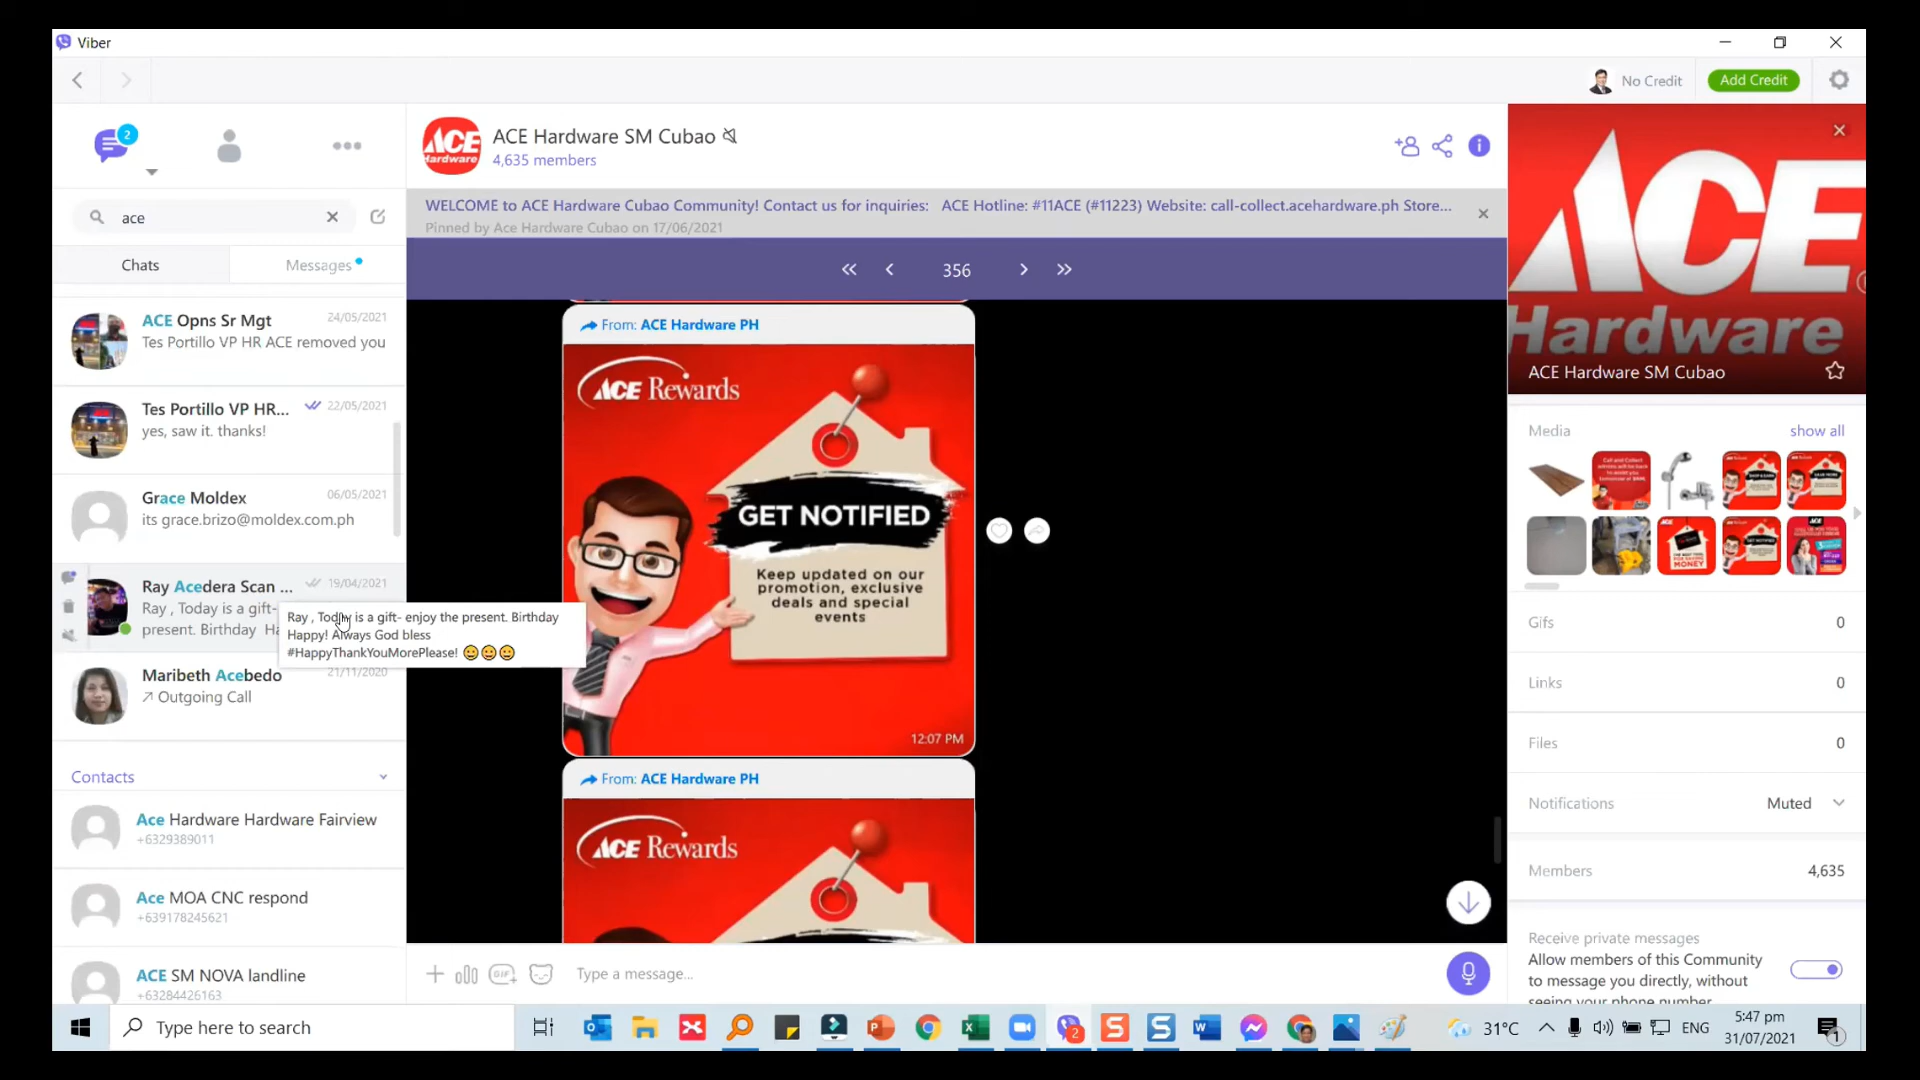 Viber
No Credit
Add Credit
2
ace
Chats
Messages
ACE Opns Sr Mgt
24/05/2021
Tes Portillo VP HR ACE removed you
Tes Portillo VP HR...
22/05/2021
yes, saw it. thanks!
Grace Moldex
06/05/2021
its grace.brizo@moldex.com.ph
Ray Acedera Scan ...
19/04/2021
Ray , Today is a gift-
present. Birthday Ha
Ray , Today is a gift- enjoy the present. Birthday
Happy! Always God bless
#HappyThankYouMorePlease! 😀😀😀
Maribeth Acebedo
21/11/2020
Outgoing Call
Contacts
Ace Hardware Hardware Fairview
+6329389011
Ace MOA CNC respond
+639178245621
ACE SM NOVA landline
+63284426163
ACE
Hardware
ACE Hardware SM Cubao
4,635 members
WELCOME to ACE Hardware Cubao Community! Contact us for inquiries: ACE Hotline: #11ACE (#11223) Website: call-collect.acehardware.ph Store...
Pinned by Ace Hardware Cubao on 17/06/2021
356
From: ACE Hardware PH
ACE Rewards
GET NOTIFIED
Keep updated on our
promotion, exclusive
deals and special
events
12:07 PM
From: ACE Hardware PH
ACE Rewards
Type a message...
GIF
ACE
Hardware
ACE Hardware SM Cubao
Media
show all
Gifs
0
Links
0
Files
0
Notifications
Muted
Members
4,635
Receive private messages
Allow members of this Community
to message you directly, without
seeing your phone number
Type here to search
31°C
ENG
5:47 pm
31/07/2021
1